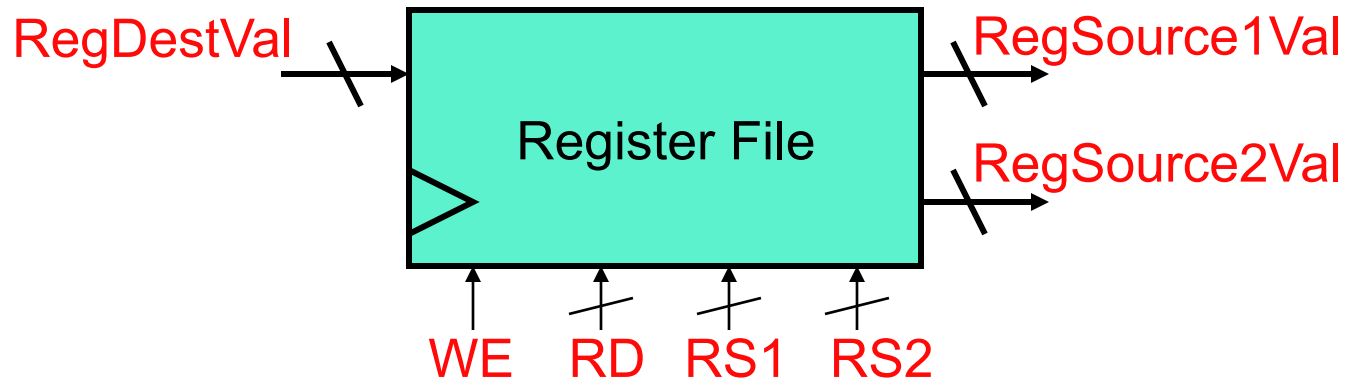 RegDestVal
RegSource1Val
Register File
RegSource2Val
WE RD RS1 RS2